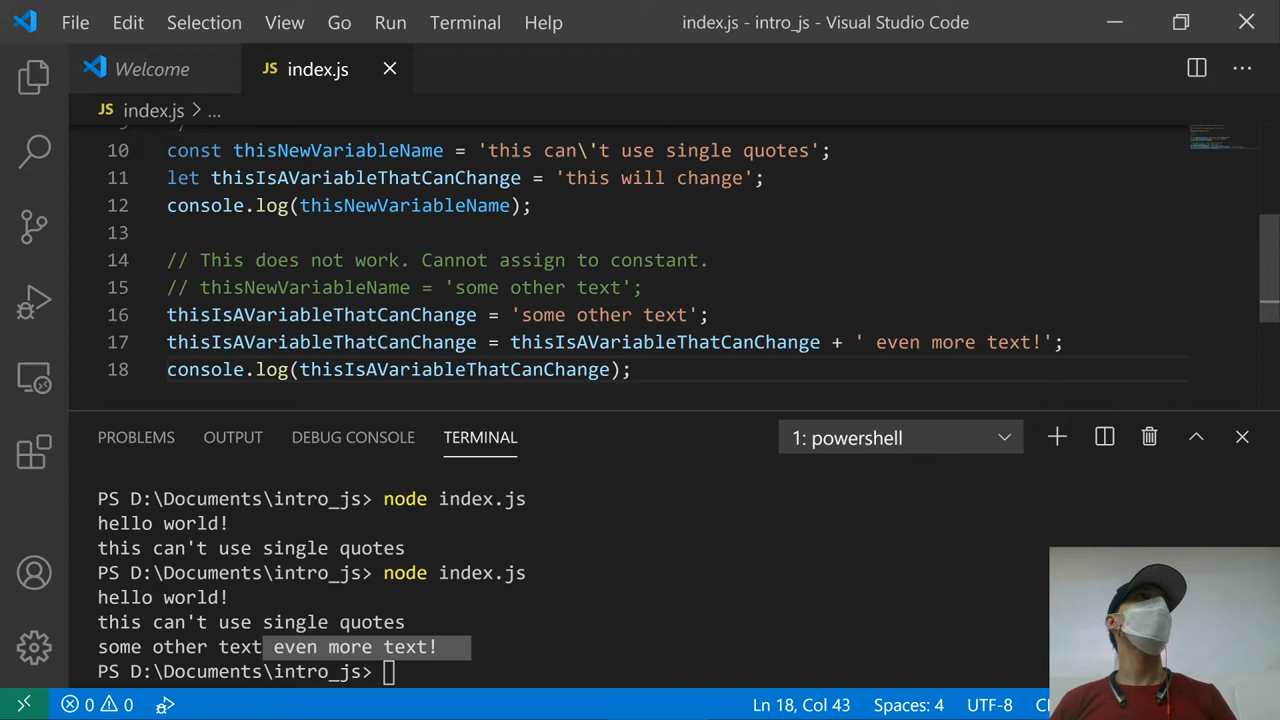 File Edit Selection View Go Run Terminal Help index.js - intro_js - Visual Studio Code
Welcome JS index.js
JS index.js > ...
10 const thisNewVariableName = 'this can\'t use single quotes';
11 let thisIsAVariableThatCanChange = 'this will change';
12 console.log(thisNewVariableName);
13
14 // This does not work. Cannot assign to constant.
15 // thisNewVariableName = 'some other text';
16 thisIsAVariableThatCanChange = 'some other text';
17 thisIsAVariableThatCanChange = thisIsAVariableThatCanChange + ' even more text!';
18 console.log(thisIsAVariableThatCanChange);
PROBLEMS OUTPUT DEBUG CONSOLE TERMINAL 1: powershell
PS D:\Documents\intro_js> node index.js
hello world!
this can't use single quotes
PS D:\Documents\intro_js> node index.js
hello world!
this can't use single quotes
some other text even more text!
PS D:\Documents\intro_js>
0 0 Ln 18, Col 43 Spaces: 4 UTF-8